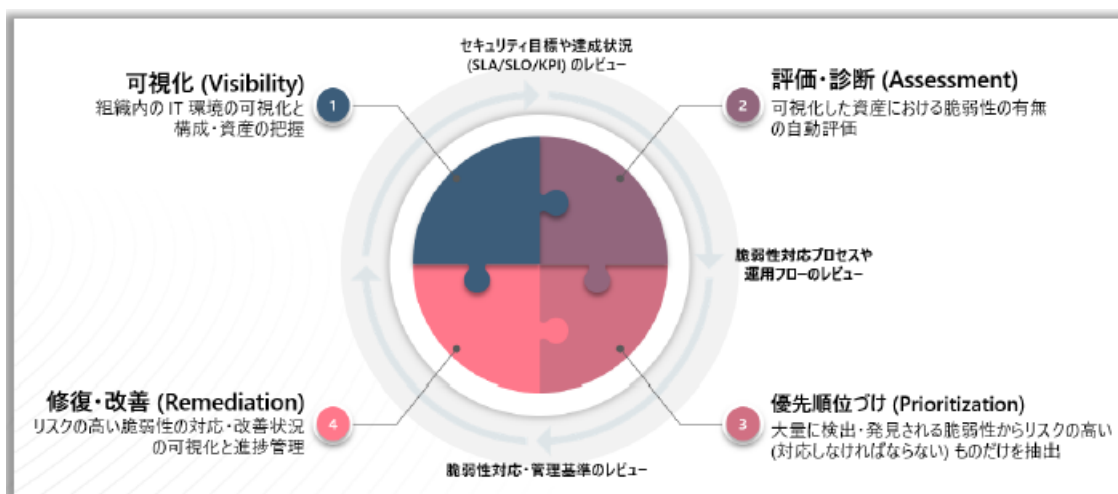 セキュリティ目標や達成状況
(SLA/SLO/KPI) のレビュー
可視化 (Visibility)
組織内の IT 環境の可視化と
構成・資産の把握
1
2
評価・診断 (Assessment)
可視化した資産における脆弱性の有無
の自動評価
脆弱性対応プロセスや
運用フローのレビュー
修復・改善 (Remediation)
リスクの高い脆弱性の対応・改善状況
の可視化と進捗管理
4
3
優先順位づけ (Prioritization)
大量に検出・発見される脆弱性からリスクの高い
(対応しなければならない) ものだけを抽出
脆弱性対応・管理基準のレビュー